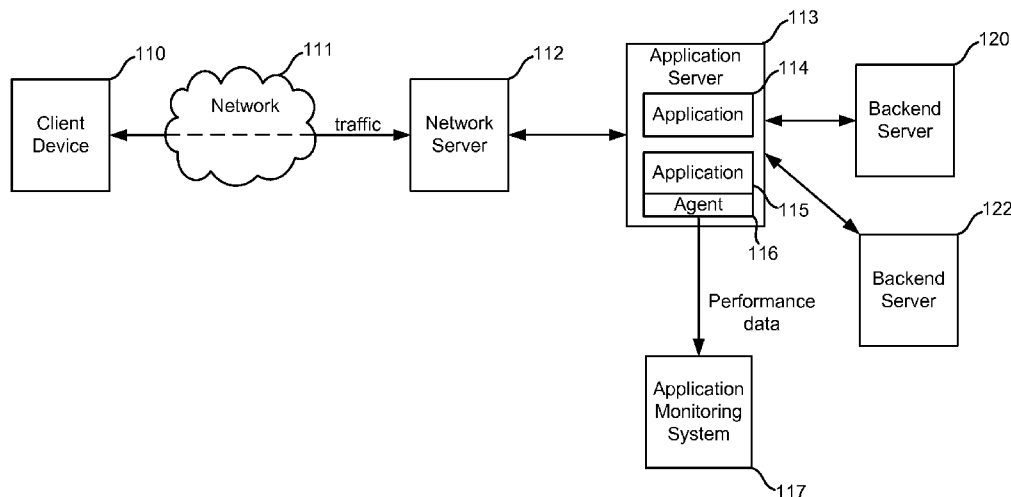 110
Client
Device
111
Network
traffic
112
Network
Server
113
Application
Server
114
Application
Application
115
Agent
116
120
Backend
Server
122
Backend
Server
Performance
data
Application
Monitoring
System
117